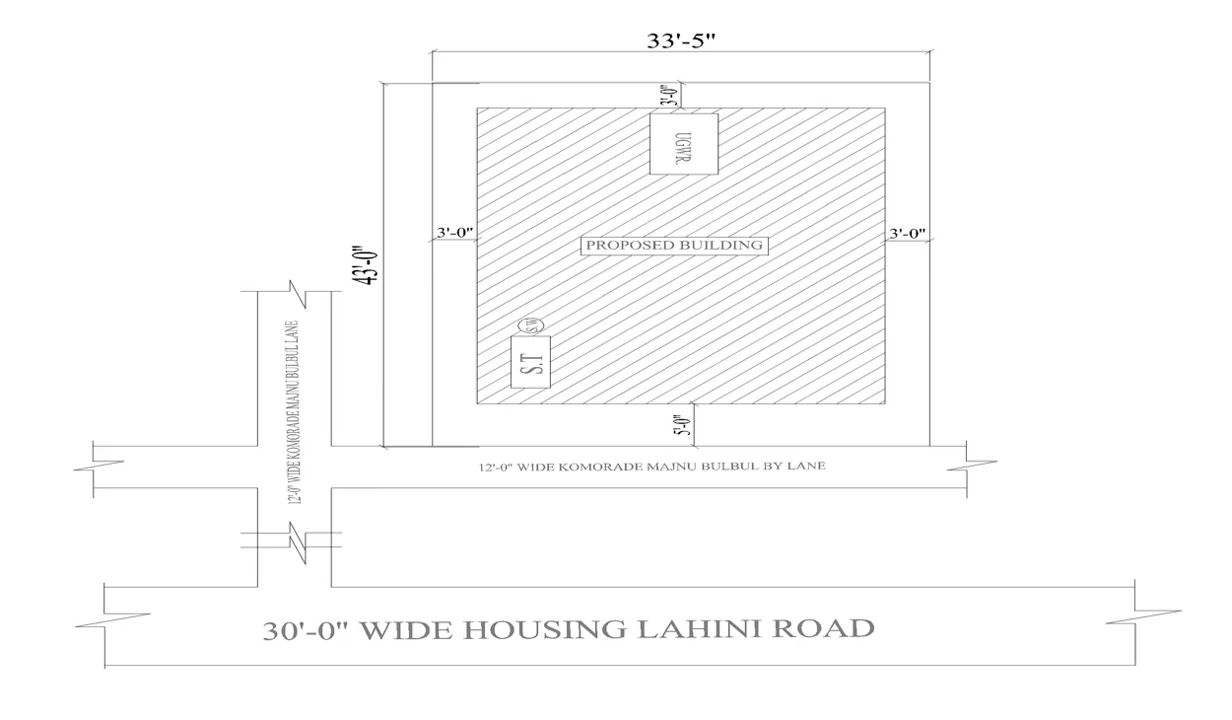 33'-5"
3'-0"
UGWR.
3'-0"
PROPOSED BUILDING
3'-0"
43'-0"
S.W
S.T
5'-0"
12'-0" WIDE KOMORADE MAJNU BULBUL LANE
12'-0" WIDE KOMORADE MAJNU BULBUL BY LANE
30'-0" WIDE HOUSING LAHINI ROAD